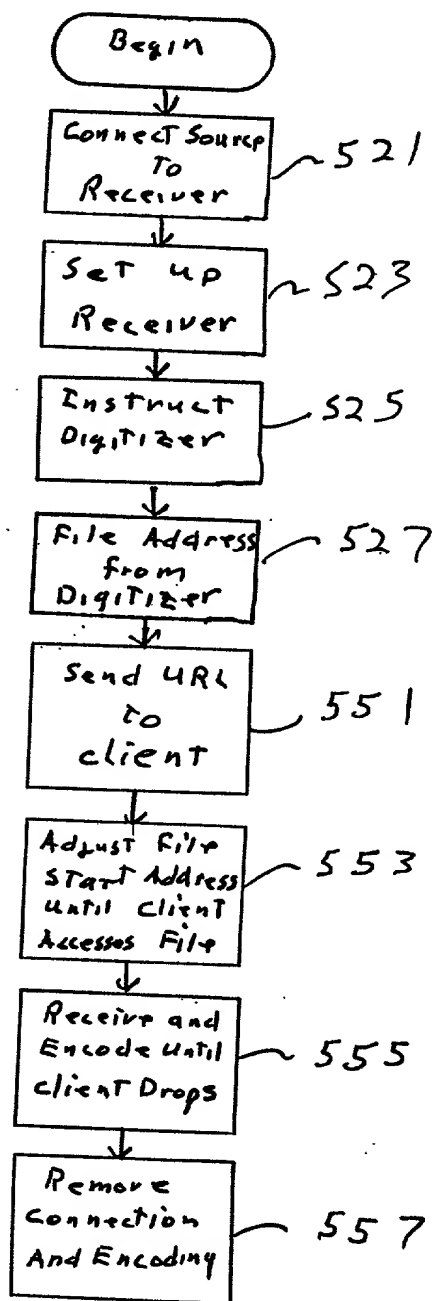 Begin
Connect Source
To
Receiver
521
Set up
Receiver
523
Instruct
Digitizer
525
File Address
from
Digitizer
527
Send URL
to
client
551
Adjust File
Start Address
Until Client
Accesses File
553
Receive and
Encode Until
Client Drops
555
Remove
Connection
And Encoding
557